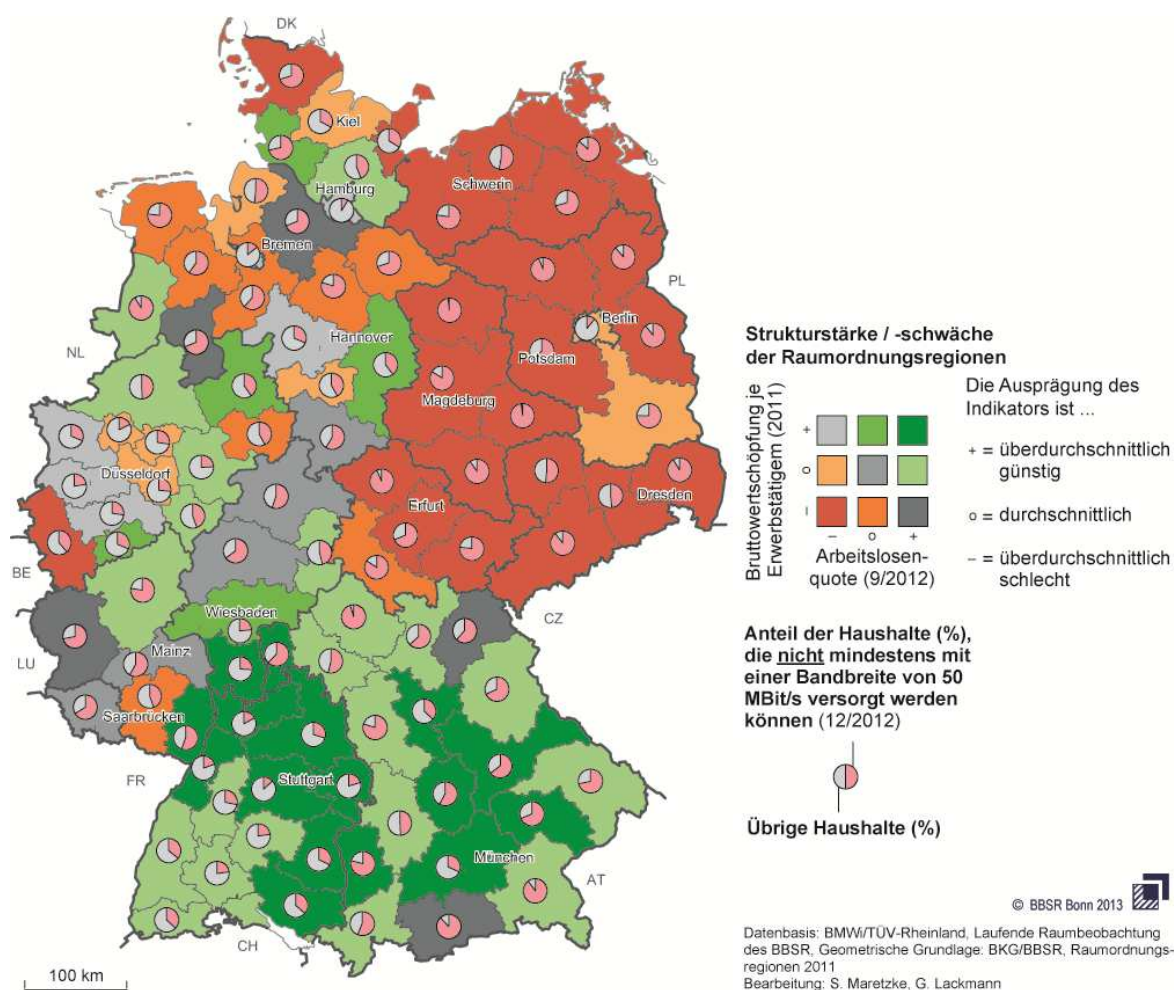 DK
Kiel
Hamburg
Schwerin
Bremen
PL
Berlin
NL
Hannover
Potsdam
Magdeburg
Düsseldorf
Erfurt
Dresden
BE
Wiesbaden
CZ
LU
Mainz
Saarbrücken
FR
Stuttgart
München
AT
CH
100 km
Strukturstärke / -schwäche
der Raumordnungsregionen
Bruttowertschöpfung je
Erwerbstätigem (2011)
+
o
–
– o +
Arbeitslosen-
quote (9/2012)
Die Ausprägung des
Indikators ist ...
+ = überdurchschnittlich
günstig
o = durchschnittlich
– = überdurchschnittlich
schlecht
Anteil der Haushalte (%),
die nicht mindestens mit
einer Bandbreite von 50
MBit/s versorgt werden
können (12/2012)
Übrige Haushalte (%)
© BBSR Bonn 2013
Datenbasis: BMWi/TÜV-Rheinland, Laufende Raumbeobachtung
des BBSR, Geometrische Grundlage: BKG/BBSR, Raumordnungs-
regionen 2011
Bearbeitung: S. Maretzke, G. Lackmann